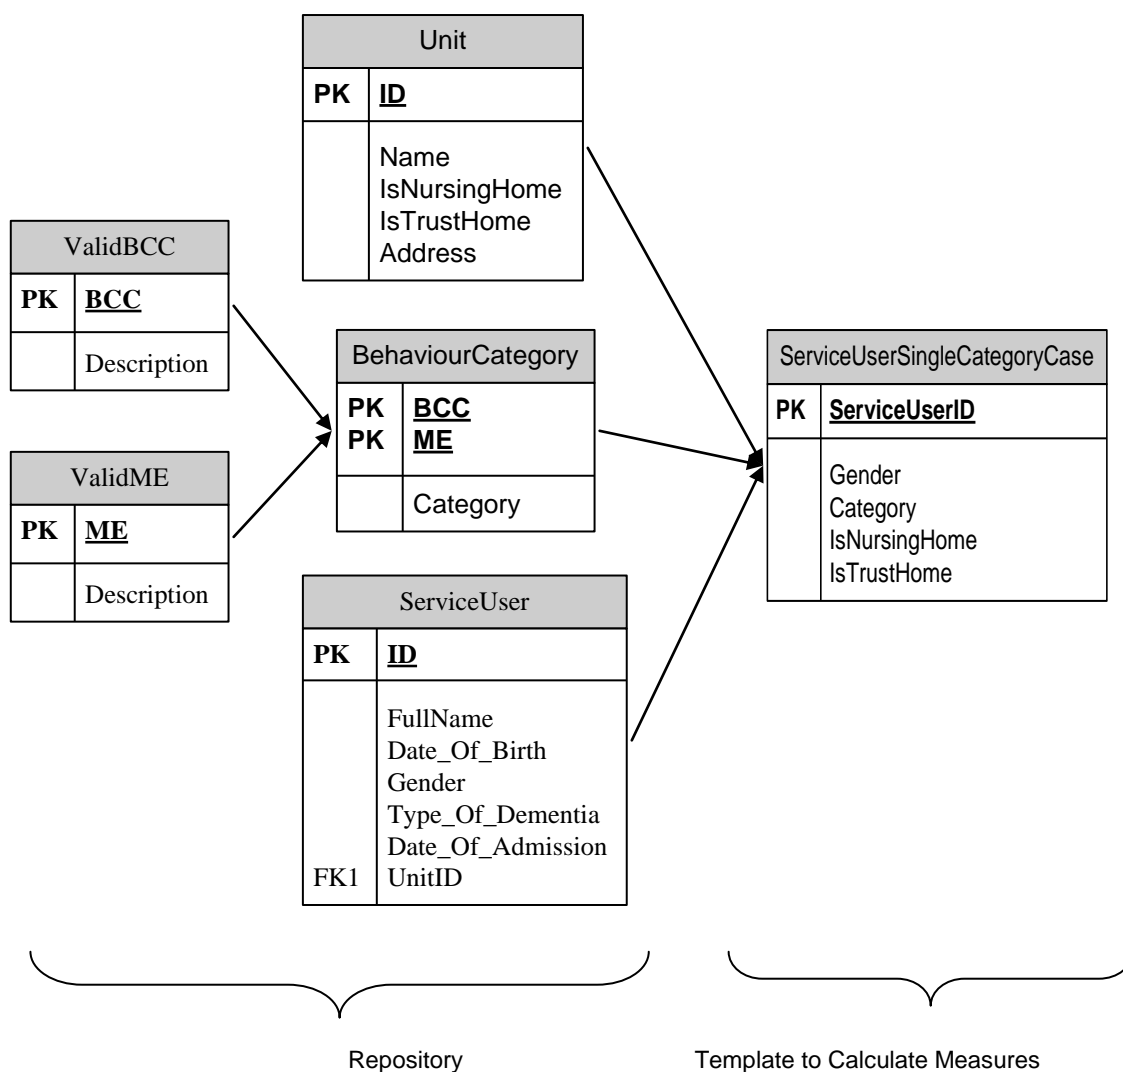 Unit
PK ID
Name
IsNursingHome
IsTrustHome
Address
ValidBCC
PK BCC
Description
ValidME
PK ME
Description
BehaviourCategory
PK BCC
PK ME
Category
ServiceUser
PK ID
FullName
Date_Of_Birth
Gender
Type_Of_Dementia
Date_Of_Admission
FK1 UnitID
ServiceUserSingleCategoryCase
PK ServiceUserID
Gender
Category
IsNursingHome
IsTrustHome
Repository
Template to Calculate Measures